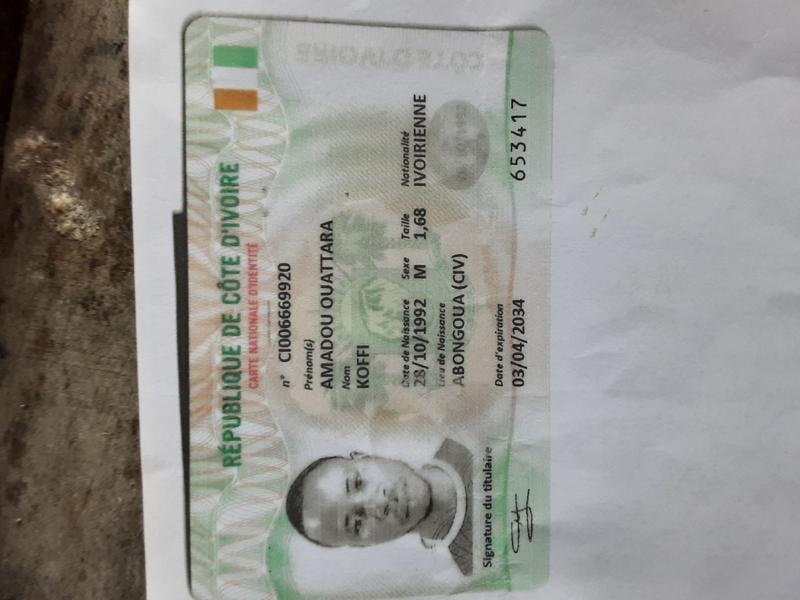 CÔTE D'IVOIRE
RÉPUBLIQUE DE CÔTE D'IVOIRE
CARTE NATIONALE D'IDENTITÉ
n° CI006669920
Prénom(s)
AMADOU OUATTARA
Nom
KOFFI
Date de Naissance Sexe Taille Nationalité
28/10/1992 M 1,68 IVOIRIENNE
Lieu de Naissance
ABONGOUA (CIV)
Date d'expiration
03/04/2034
653417
Signature du titulaire